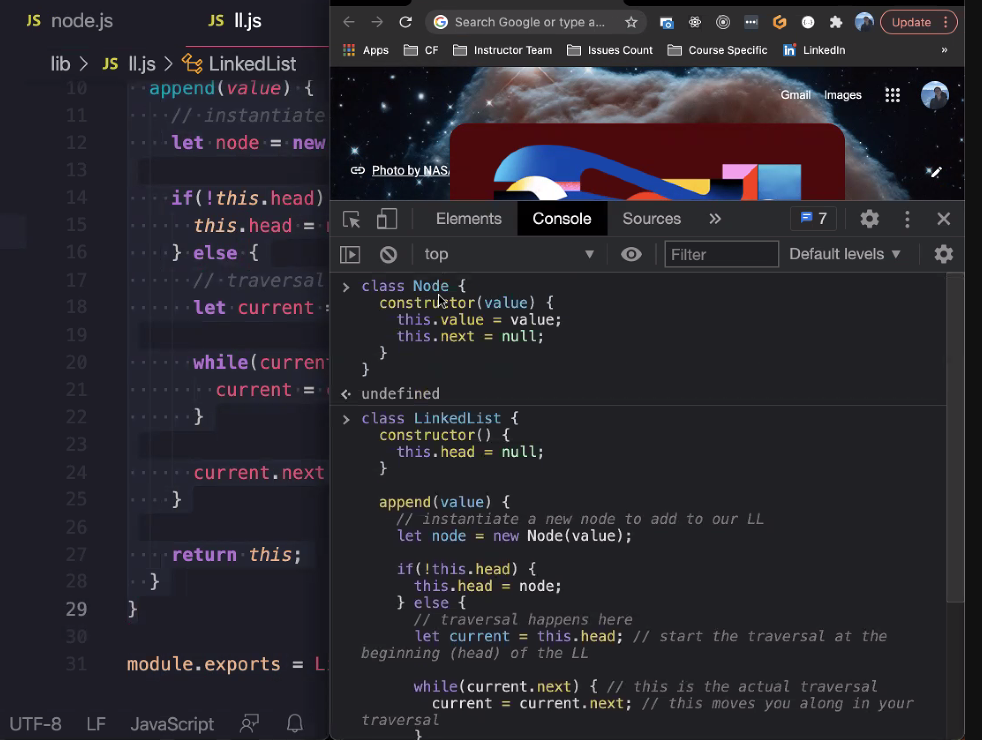 node.js
ll.js
lib > ll.js > LinkedList
10 append(value) {
11 // instantiate
12 let node = new
13
14 if(!this.head)
15 this.head =
16 } else {
17 // traversal
18 let current =
19
20 while(current
21 current =
22 }
23
24 current.next
25 }
26
27 return this;
28 }
29 }
30
31 module.exports = L
UTF-8 LF JavaScript
Search Google or type a...
Update
Apps CF Instructor Team Issues Count Course Specific LinkedIn »
Gmail Images
Photo by NASA
Elements Console Sources » 7
top Filter Default levels
> class Node {
constructor(value) {
this.value = value;
this.next = null;
}
}
undefined
> class LinkedList {
constructor() {
this.head = null;
}
append(value) {
// instantiate a new node to add to our LL
let node = new Node(value);
if(!this.head) {
this.head = node;
} else {
// traversal happens here
let current = this.head; // start the traversal at the
beginning (head) of the LL
while(current.next) { // this is the actual traversal
current = current.next; // this moves you along in your
traversal
}